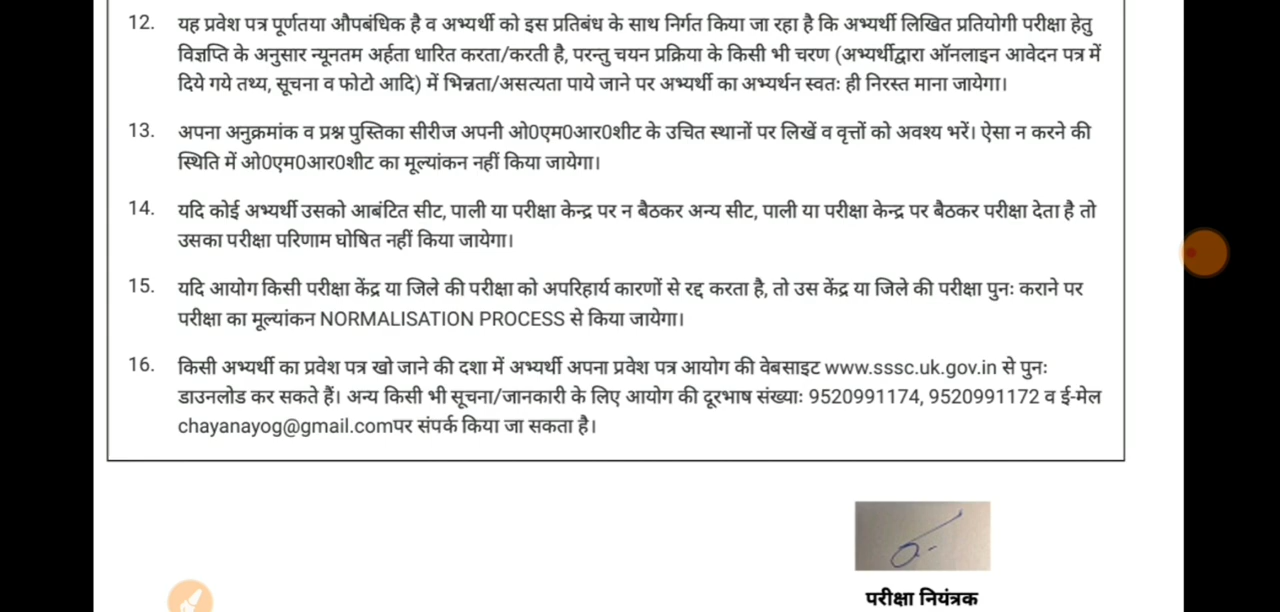 12. यह प्रवेश पत्र पूर्णतया औपबंधिक है व अभ्यर्थी को इस प्रतिबंध के साथ निर्गत किया जा रहा है कि अभ्यर्थी लिखित प्रतियोगी परीक्षा हेतु
विज्ञप्ति के अनुसार न्यूनतम अर्हता धारित करता/करती है, परन्तु चयन प्रक्रिया के किसी भी चरण (अभ्यर्थीद्वारा ऑनलाइन आवेदन पत्र में
दिये गये तथ्य, सूचना व फोटो आदि) में भिन्नता/असत्यता पाये जाने पर अभ्यर्थी का अभ्यर्थन स्वतः ही निरस्त माना जायेगा।
13. अपना अनुक्रमांक व प्रश्न पुस्तिका सीरीज अपनी ओ0एम0आर0शीट के उचित स्थानों पर लिखें व वृत्तों को अवश्य भरें। ऐसा न करने की
स्थिति में ओ0एम0आर0शीट का मूल्यांकन नहीं किया जायेगा।
14. यदि कोई अभ्यर्थी उसको आबंटित सीट, पाली या परीक्षा केन्द्र पर न बैठकर अन्य सीट, पाली या परीक्षा केन्द्र पर बैठकर परीक्षा देता है तो
उसका परीक्षा परिणाम घोषित नहीं किया जायेगा।
15. यदि आयोग किसी परीक्षा केंद्र या जिले की परीक्षा को अपरिहार्य कारणों से रद्द करता है, तो उस केंद्र या जिले की परीक्षा पुनः कराने पर
परीक्षा का मूल्यांकन NORMALISATION PROCESS से किया जायेगा।
16. किसी अभ्यर्थी का प्रवेश पत्र खो जाने की दशा में अभ्यर्थी अपना प्रवेश पत्र आयोग की वेबसाइट www.sssc.uk.gov.in से पुनः
डाउनलोड कर सकते हैं। अन्य किसी भी सूचना/जानकारी के लिए आयोग की दूरभाष संख्याः 9520991174, 9520991172 व ई-मेल
chayanayog@gmail.comपर संपर्क किया जा सकता है।
परीक्षा नियंत्रक